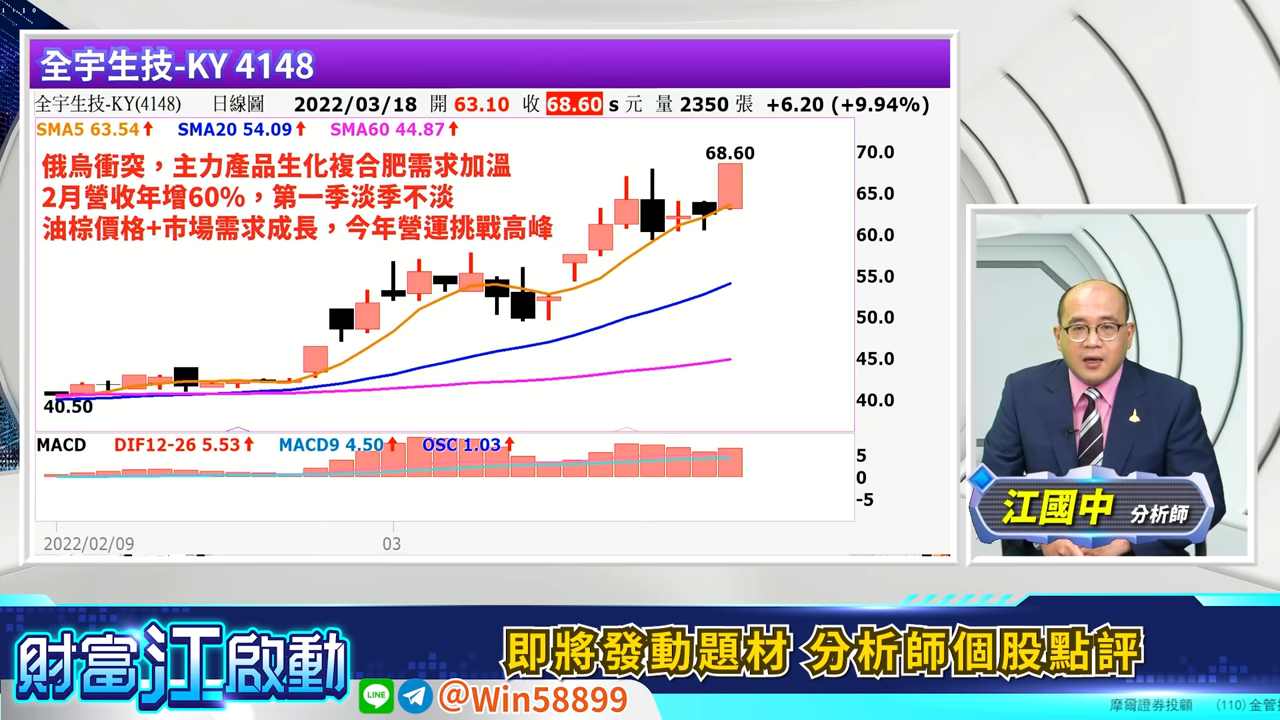 全宇生技-KY 4148
全宇生技-KY(4148) 日線圖 2022/03/18 開 63.10 收 68.60 s 元 量 2350 張 +6.20 (+9.94%)
SMA5 63.54↑ SMA20 54.09↑ SMA60 44.87↑
俄烏衝突，主力產品生化複合肥需求加溫
2月營收年增60%，第一季淡季不淡
油棕價格+市場需求成長，今年營運挑戰高峰
68.60
70.0
65.0
60.0
55.0
50.0
45.0
40.0
40.50
MACD DIF12-26 5.53↑ MACD9 4.50↑ OSC 1.03↑
5
0
-5
2022/02/09
03
江國中 分析師
財富江啟動
即將發動題材 分析師個股點評
LINE @Win58899
摩爾證券投顧 (110)金管